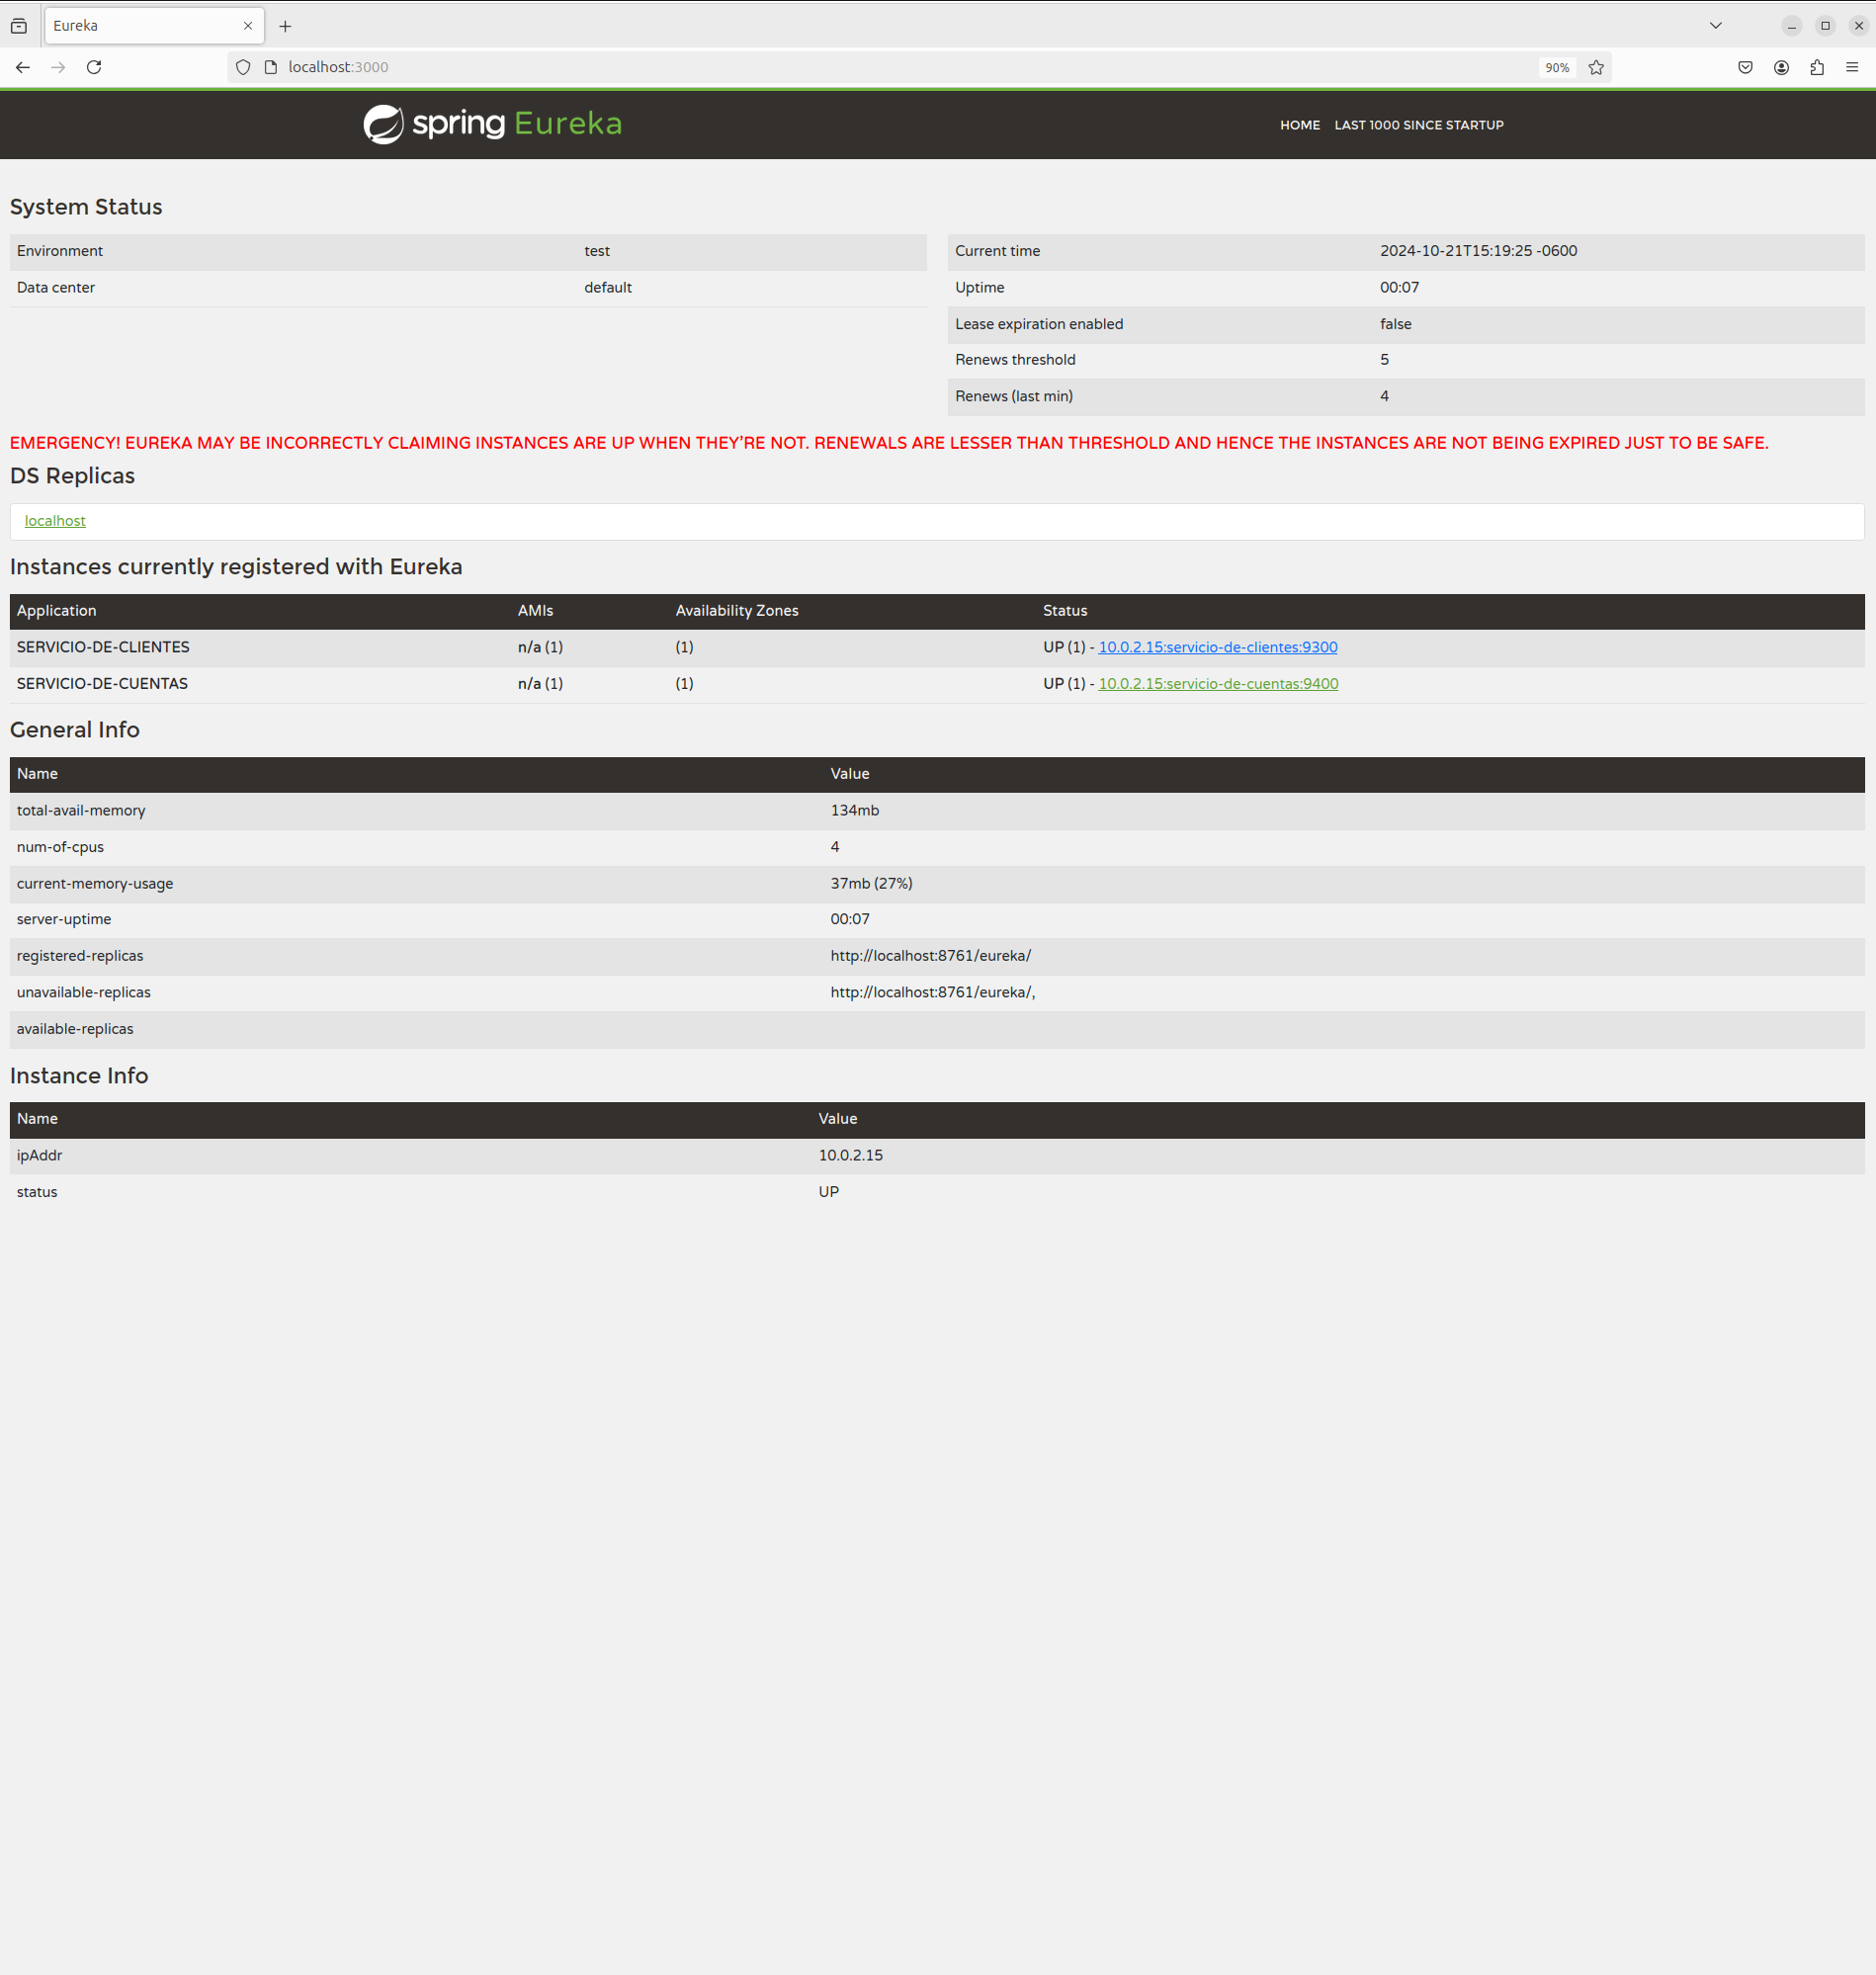 Eureka
localhost:3000
90%
spring Eureka
HOME LAST 1000 SINCE STARTUP
System Status
Environment test
Data center default
Current time 2024-10-21T15:19:25 -0600
Uptime 00:07
Lease expiration enabled false
Renews threshold 5
Renews (last min) 4
EMERGENCY! EUREKA MAY BE INCORRECTLY CLAIMING INSTANCES ARE UP WHEN THEY'RE NOT. RENEWALS ARE LESSER THAN THRESHOLD AND HENCE THE INSTANCES ARE NOT BEING EXPIRED JUST TO BE SAFE.
DS Replicas
localhost
Instances currently registered with Eureka
Application AMIs Availability Zones Status
SERVICIO-DE-CLIENTES n/a (1) (1) UP (1) - 10.0.2.15:servicio-de-clientes:9300
SERVICIO-DE-CUENTAS n/a (1) (1) UP (1) - 10.0.2.15:servicio-de-cuentas:9400
General Info
Name Value
total-avail-memory 134mb
num-of-cpus 4
current-memory-usage 37mb (27%)
server-uptime 00:07
registered-replicas http://localhost:8761/eureka/
unavailable-replicas http://localhost:8761/eureka/,
available-replicas
Instance Info
Name Value
ipAddr 10.0.2.15
status UP